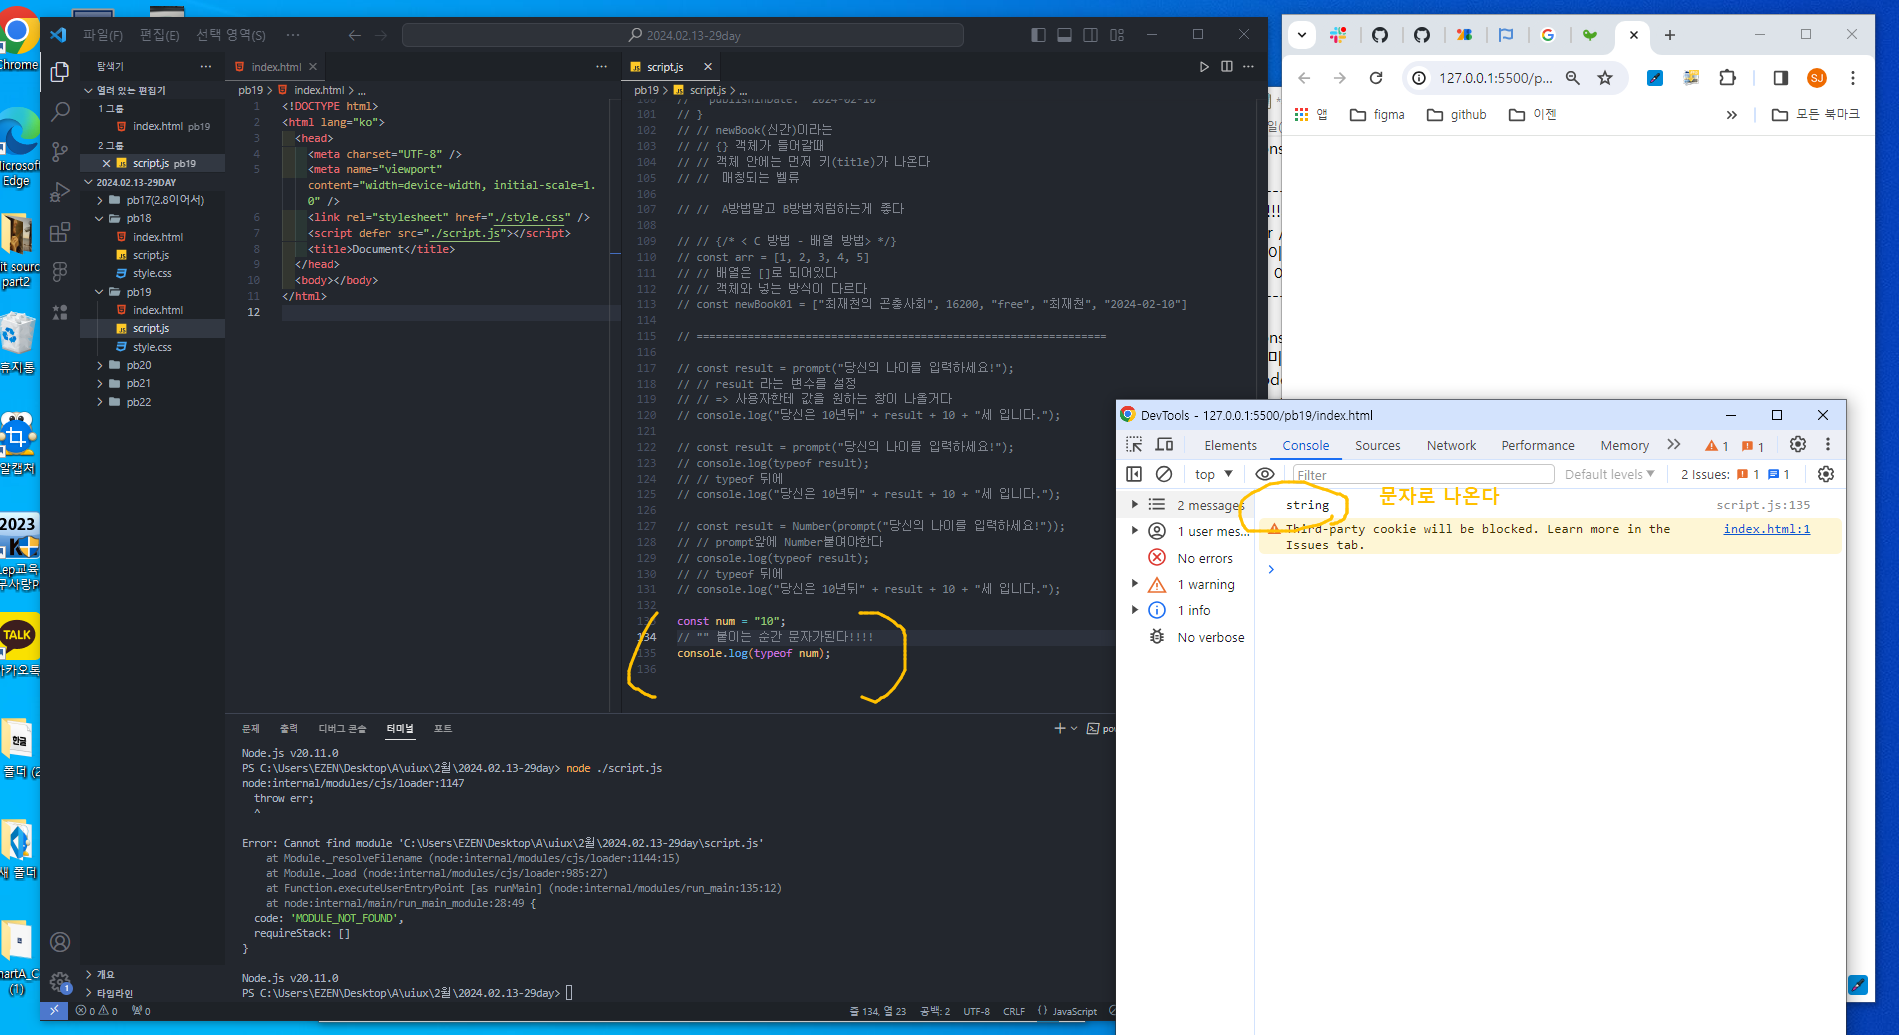 Chrome
Microsoft
Edge
part2
휴지통
알캡처
2023
TALK
한글
새 폴더
(1)
파일(F) 편집(E) 선택 영역(S) ···
2024.02.13-29day
탐색기 ···
열려 있는 편집기
1 그룹
index.html pb19
2 그룹
script.js pb19
2024.02.13-29DAY
pb17(2.8이어서)
pb18
index.html
script.js
style.css
pb19
index.html
script.js
style.css
pb20
pb21
pb22
개요
타임라인
index.html
pb19 > index.html > ...
1 <!DOCTYPE html>
2 <html lang="ko">
3 <head>
4 <meta charset="UTF-8" />
5 <meta name="viewport"
content="width=device-width, initial-scale=1.
0" />
6 <link rel="stylesheet" href="./style.css" />
7 <script defer src="./script.js"></script>
8 <title>Document</title>
9 </head>
10 <body></body>
11 </html>
12
script.js
pb19 > script.js > ...
101 // }
102 // // newBook(신간)이라는
103 // // {} 객체가 들어갈때
104 // // 객체 안에는 먼저 키(title)가 나온다
105 // //  매칭되는 벨류
106
107 // //  A방법말고 B방법처럼하는게 좋다
108
109 // // {/* < C 방법 - 배열 방법> */}
110 // const arr = [1, 2, 3, 4, 5]
111 // // 배열은 []로 되어있다
112 // // 객체와 넣는 방식이 다르다
113 // const newBook01 = ["최재천의 곤충사회", 16200, "free", "최재천", "2024-02-10"]
114
115 // ================================================================
116
117 // const result = prompt("당신의 나이를 입력하세요!");
118 // // result 라는 변수를 설정
119 // // => 사용자한테 값을 원하는 창이 나올거다
120 // console.log("당신은 10년뒤" + result + 10 + "세 입니다.");
121
122 // const result = prompt("당신의 나이를 입력하세요!");
123 // console.log(typeof result);
124 // // typeof 뒤에
125 // console.log("당신은 10년뒤" + result + 10 + "세 입니다.");
126
127 // const result = Number(prompt("당신의 나이를 입력하세요!"));
128 // // prompt앞에 Number붙여야한다
129 // console.log(typeof result);
130 // // typeof 뒤에
131 // console.log("당신은 10년뒤" + result + 10 + "세 입니다.");
132
133 const num = "10";
134 // "" 붙이는 순간 문자가된다!!!!
135 console.log(typeof num);
136
문제 출력 디버그 콘솔 터미널 포트
Node.js v20.11.0
PS C:\Users\EZEN\Desktop\A\uiux\2월\2024.02.13-29day> node ./script.js
node:internal/modules/cjs/loader:1147
throw err;
^
Error: Cannot find module 'C:\Users\EZEN\Desktop\A\uiux\2월\2024.02.13-29day\script.js'
at Module._resolveFilename (node:internal/modules/cjs/loader:1144:15)
at Module._load (node:internal/modules/cjs/loader:985:27)
at Function.executeUserEntryPoint [as runMain] (node:internal/modules/run_main:135:12)
at node:internal/main/run_main_module:28:49 {
code: 'MODULE_NOT_FOUND',
requireStack: []
}
Node.js v20.11.0
PS C:\Users\EZEN\Desktop\A\uiux\2월\2024.02.13-29day>
0 0 0
줄 134, 열 23 공백: 2 UTF-8 CRLF {} JavaScript
127.0.0.1:5500/p...
SJ
앱 figma github 이젠 » 모든 북마크
DevTools - 127.0.0.1:5500/pb19/index.html
Elements Console Sources Network Performance Memory » 1 1
top Filter Default levels 2 Issues: 1 1
2 messages
1 user mes...
No errors
1 warning
1 info
No verbose
string script.js:135
문자로 나온다
Third-party cookie will be blocked. Learn more in the index.html:1
Issues tab.